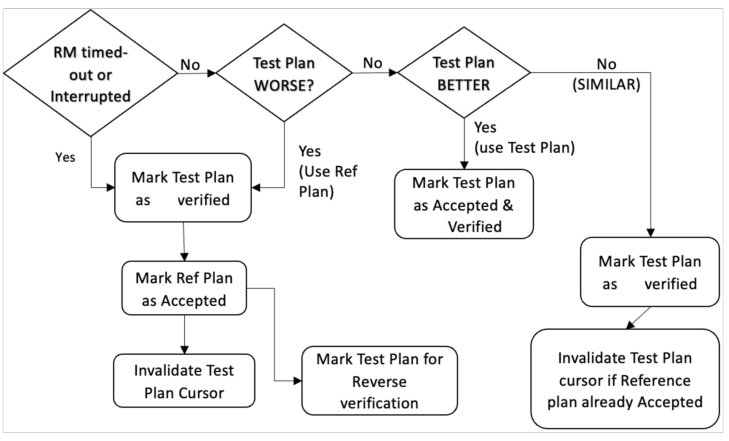 RM timed-
out or
Interrupted
No
Test Plan
WORSE?
No
Test Plan
BETTER
No
(SIMILAR)
Yes
Yes
(Use Ref
Plan)
Yes
(use Test Plan)
Mark Test Plan
as verified
Mark Test Plan
as Accepted &
Verified
Mark Test Plan
as verified
Mark Ref Plan
as Accepted
Invalidate Test
Plan Cursor
Mark Test Plan for
Reverse
verification
Invalidate Test Plan
cursor if Reference
plan already Accepted